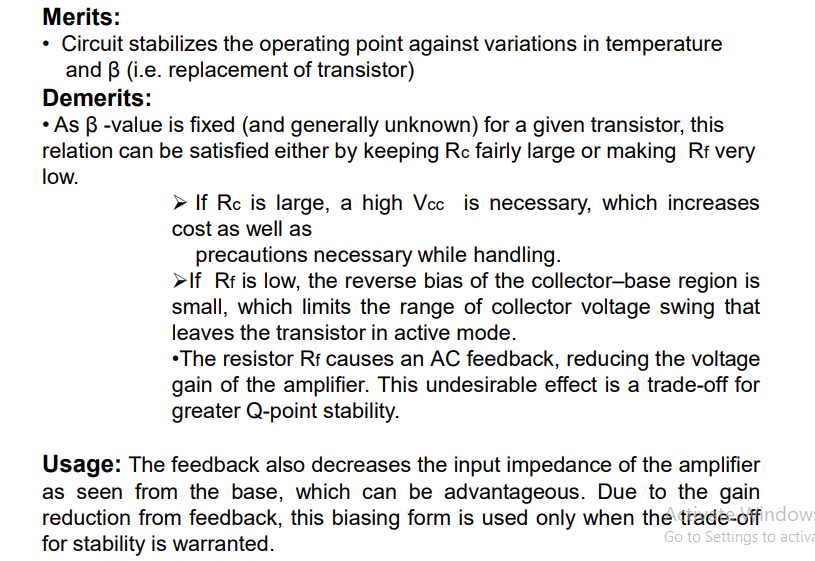 Merits:
• Circuit stabilizes the operating point against variations in temperature
and β (i.e. replacement of transistor)
Demerits:
• As β -value is fixed (and generally unknown) for a given transistor, this
relation can be satisfied either by keeping Rc fairly large or making Rf very
low.
➢ If Rc is large, a high Vcc is necessary, which increases
cost as well as
precautions necessary while handling.
➢If Rf is low, the reverse bias of the collector–base region is
small, which limits the range of collector voltage swing that
leaves the transistor in active mode.
•The resistor Rf causes an AC feedback, reducing the voltage
gain of the amplifier. This undesirable effect is a trade-off for
greater Q-point stability.
Usage: The feedback also decreases the input impedance of the amplifier
as seen from the base, which can be advantageous. Due to the gain
reduction from feedback, this biasing form is used only when the trade-off
for stability is warranted.
Activate Windows
Go to Settings to activa